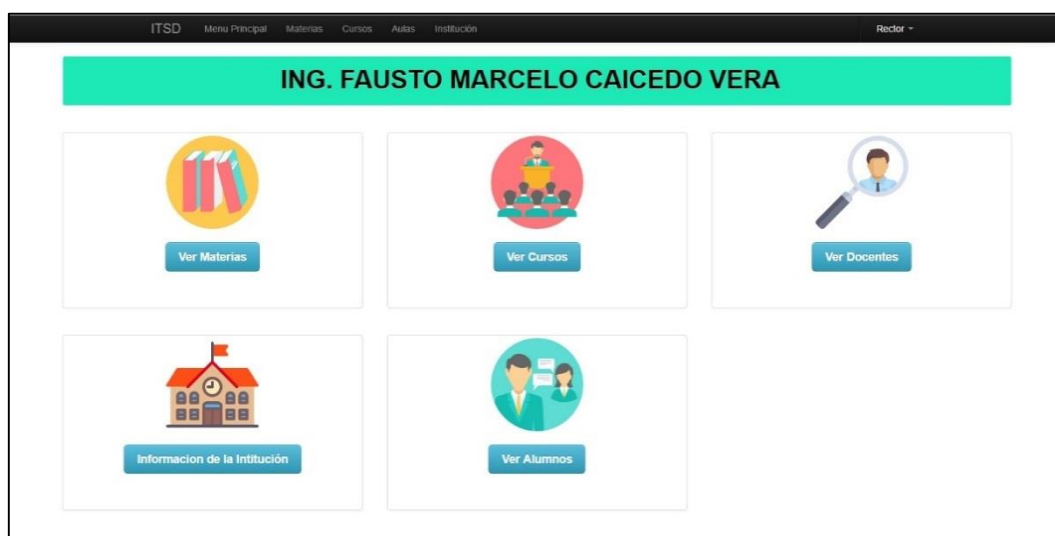 ITSD Menu Principal Materias Cursos Aulas Institución Rector
ING. FAUSTO MARCELO CAICEDO VERA
Ver Materias Ver Cursos Ver Docentes
Informacion de la Intitución Ver Alumnos